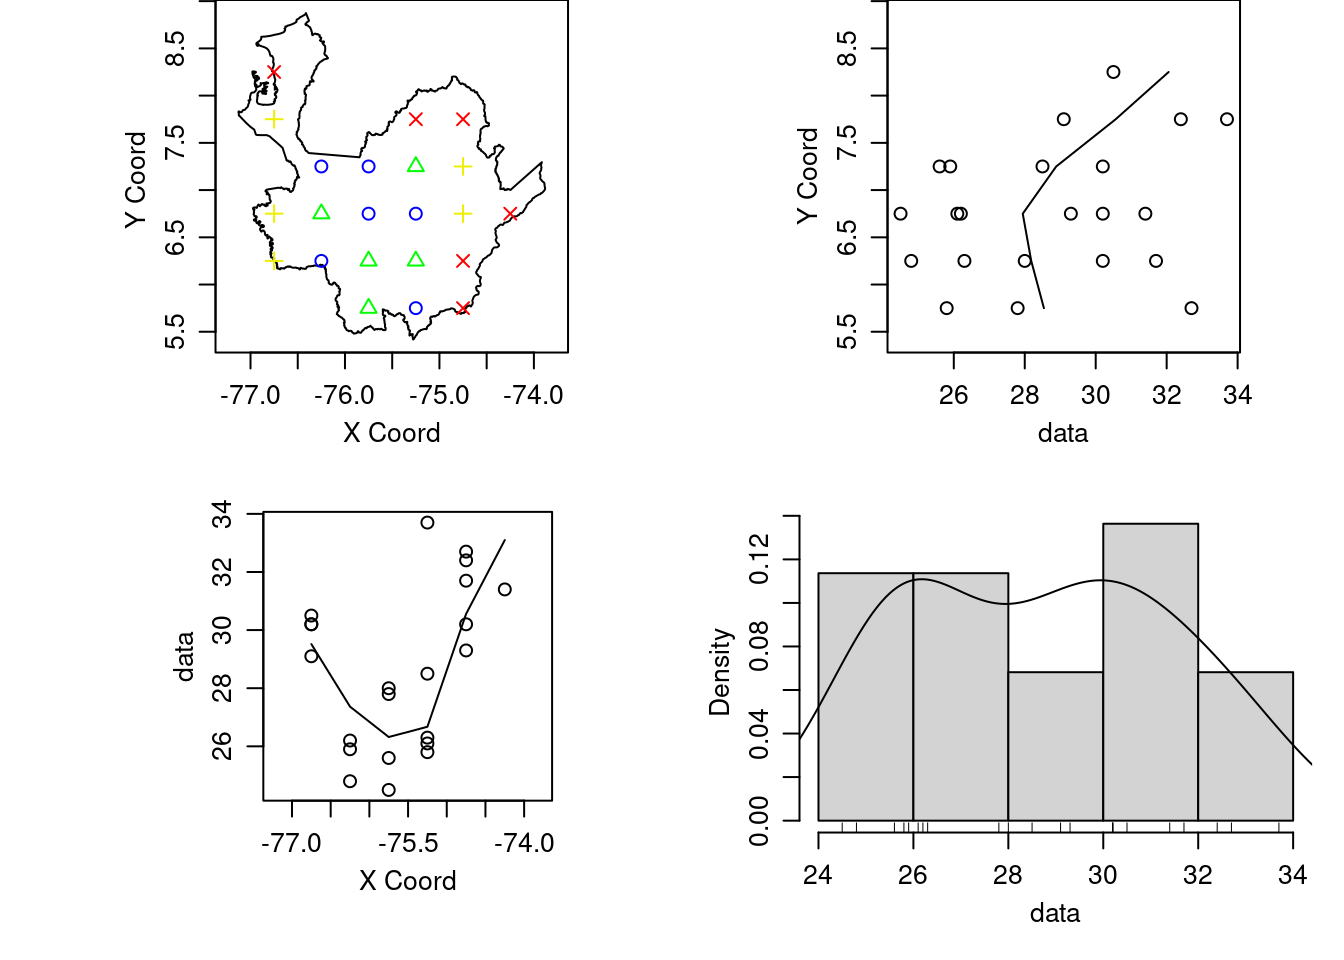 8.5
7.5
6.5
5.5
Y Coord
-77.0 -76.0 -75.0 -74.0
X Coord
8.5
7.5
6.5
5.5
Y Coord
26 28 30 32 34
data
34
32
30
28
26
data
-77.0 -75.5 -74.0
X Coord
0.12
0.08
0.04
0.00
Density
24 26 28 30 32 34
data